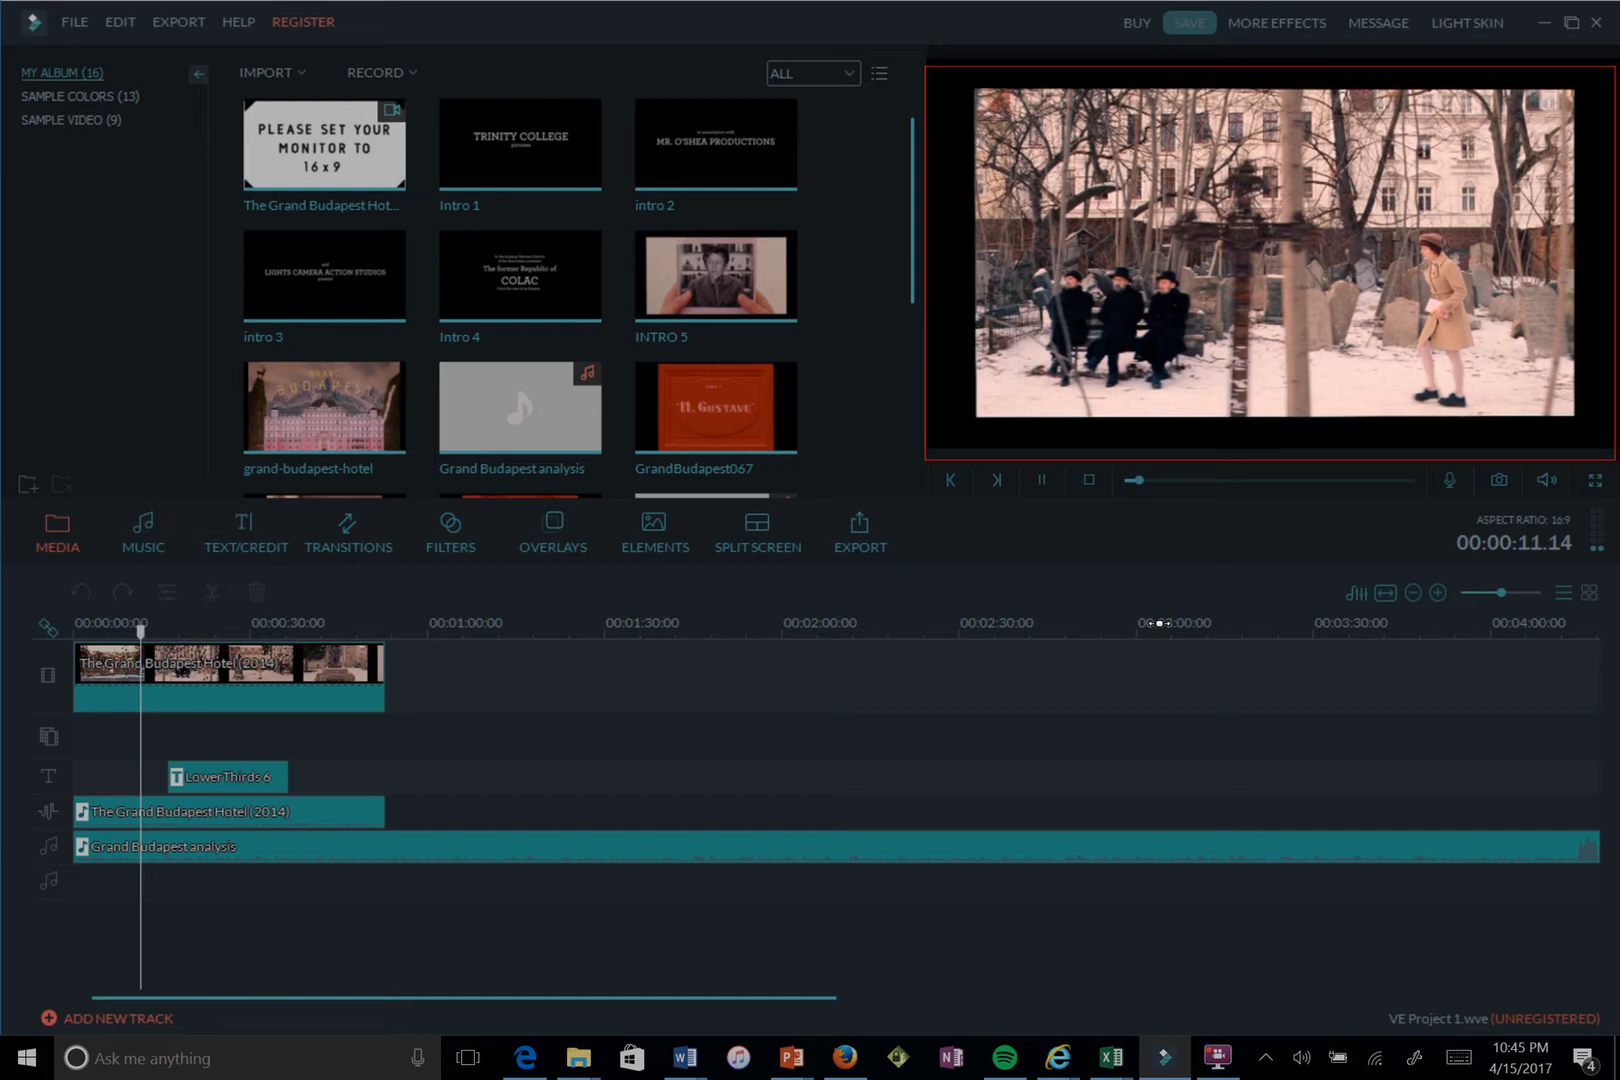 FILE EDIT EXPORT HELP REGISTER
BUY SAVE MORE EFFECTS MESSAGE LIGHT SKIN
MY ALBUM (16)
SAMPLE COLORS (13)
SAMPLE VIDEO (9)
IMPORT RECORD ALL
PLEASE SET YOUR
MONITOR TO
16 x 9
The Grand Budapest Hot...
TRINITY COLLEGE
pictures
Intro 1
in association with
MR. O'SHEA PRODUCTIONS
intro 2
and
LIGHTS CAMERA ACTION STUDIOS
present
intro 3
The former Republic of
COLAC
Intro 4
INTRO 5
GRAND
BUDAPEST
grand-budapest-hotel
Grand Budapest analysis
"M. GUSTAVE"
GrandBudapest067
MEDIA MUSIC TEXT/CREDIT TRANSITIONS FILTERS OVERLAYS ELEMENTS SPLIT SCREEN EXPORT
ASPECT RATIO: 16:9
00:00:11.14
00:00:00:00 00:00:30:00 00:01:00:00 00:01:30:00 00:02:00:00 00:02:30:00 00:03:30:00 00:04:00:00
The Grand Budapest Hotel (2014)
T LowerThirds 6
The Grand Budapest Hotel (2014)
Grand Budapest analysis
ADD NEW TRACK
VE Project 1.wve (UNREGISTERED)
Ask me anything
10:45 PM
4/15/2017
4